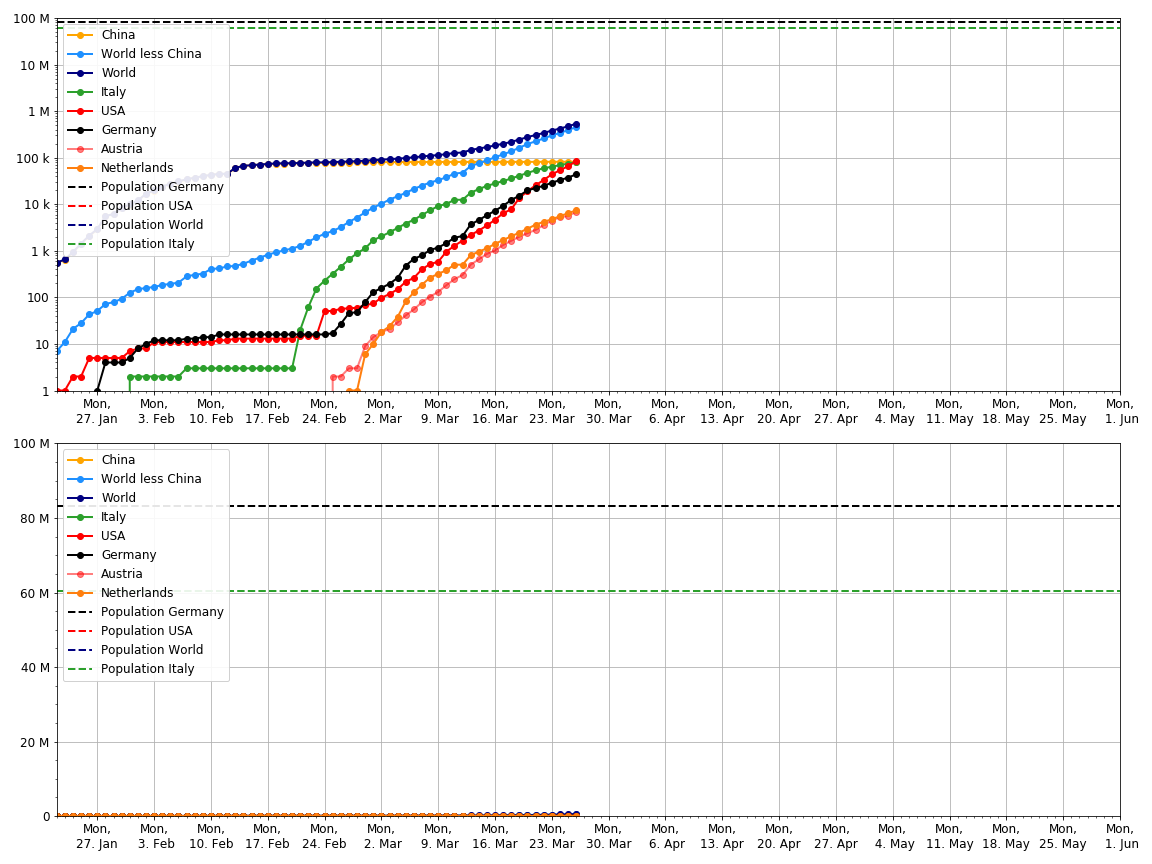 100 M
10 M
1 M
100 k
10 k
1 k
100
10
1
China
World less China
World
Italy
USA
Germany
Austria
Netherlands
Population Germany
Population USA
Population World
Population Italy
Mon, Mon, Mon, Mon, Mon, Mon, Mon, Mon, Mon, Mon, Mon, Mon, Mon, Mon, Mon, Mon, Mon, Mon, Mon,
27. Jan 3. Feb 10. Feb 17. Feb 24. Feb 2. Mar 9. Mar 16. Mar 23. Mar 30. Mar 6. Apr 13. Apr 20. Apr 27. Apr 4. May 11. May 18. May 25. May 1. Jun
100 M
80 M
60 M
40 M
20 M
0
China
World less China
World
Italy
USA
Germany
Austria
Netherlands
Population Germany
Population USA
Population World
Population Italy
Mon, Mon, Mon, Mon, Mon, Mon, Mon, Mon, Mon, Mon, Mon, Mon, Mon, Mon, Mon, Mon, Mon, Mon, Mon,
27. Jan 3. Feb 10. Feb 17. Feb 24. Feb 2. Mar 9. Mar 16. Mar 23. Mar 30. Mar 6. Apr 13. Apr 20. Apr 27. Apr 4. May 11. May 18. May 25. May 1. Jun